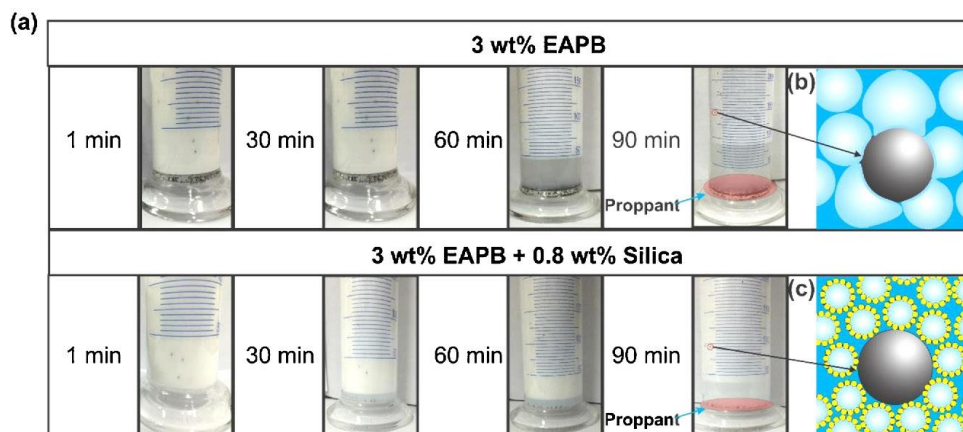 (a)
3 wt% EAPB
1 min
30 min
60 min
90 min
Proppant
(b)
3 wt% EAPB + 0.8 wt% Silica
1 min
30 min
60 min
90 min
Proppant
(c)